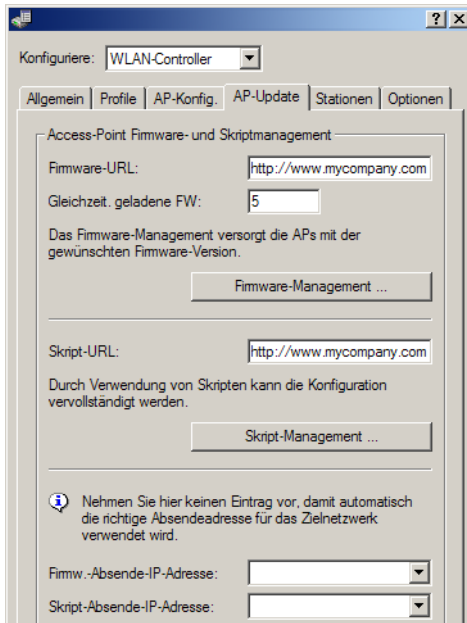 Konfiguriere: WLAN-Controller
Allgemein Profile AP-Konfig. AP-Update Stationen Optionen
Access-Point Firmware- und Skriptmanagement
Firmware-URL: http://www.mycompany.com
Gleichzeit. geladene FW: 5
Das Firmware-Management versorgt die APs mit der
gewünschten Firmware-Version.
Firmware-Management ...
Skript-URL: http://www.mycompany.com
Durch Verwendung von Skripten kann die Konfiguration
vervollständigt werden.
Skript-Management ...
Nehmen Sie hier keinen Eintrag vor, damit automatisch
die richtige Absendeadresse für das Zielnetzwerk
verwendet wird.
Firmw.-Absende-IP-Adresse:
Skript-Absende-IP-Adresse: